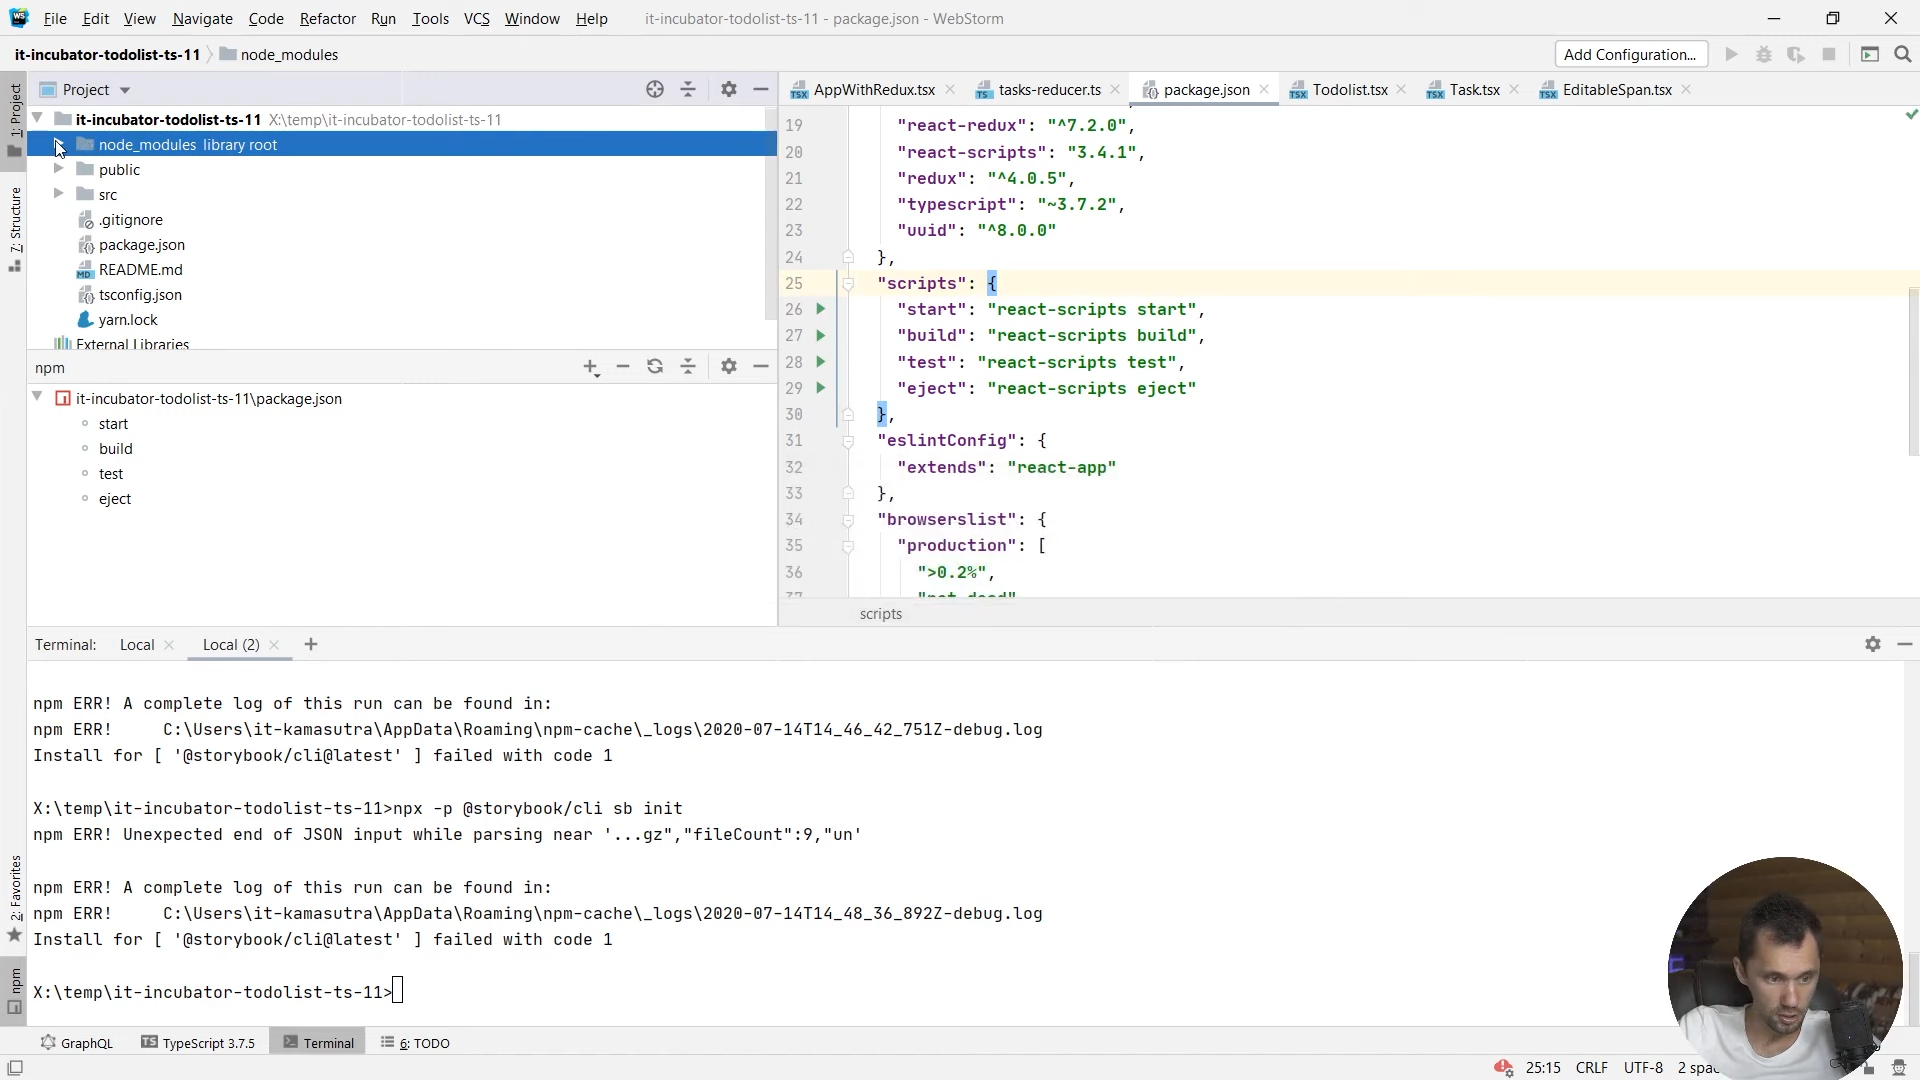 WS File Edit View Navigate Code Refactor Run Tools VCS Window Help it-incubator-todolist-ts-11 - package.json - WebStorm
it-incubator-todolist-ts-11 node_modules Add Configuration...
1: Project
7: Structure
2: Favorites
npm
Project
it-incubator-todolist-ts-11 X:\temp\it-incubator-todolist-ts-11
node_modules library root
public
src
.gitignore
package.json
README.md
tsconfig.json
yarn.lock
External Libraries
npm
it-incubator-todolist-ts-11\package.json
start
build
test
eject
AppWithRedux.tsx tasks-reducer.ts package.json Todolist.tsx Task.tsx EditableSpan.tsx
19 "react-redux": "^7.2.0",
20 "react-scripts": "3.4.1",
21 "redux": "^4.0.5",
22 "typescript": "~3.7.2",
23 "uuid": "^8.0.0"
24 },
25 "scripts": {
26 "start": "react-scripts start",
27 "build": "react-scripts build",
28 "test": "react-scripts test",
29 "eject": "react-scripts eject"
30 },
31 "eslintConfig": {
32 "extends": "react-app"
33 },
34 "browserslist": {
35 "production": [
36 ">0.2%",
37 "not dead"
scripts
Terminal: Local Local (2)
npm ERR! A complete log of this run can be found in:
npm ERR!     C:\Users\it-kamasutra\AppData\Roaming\npm-cache\_logs\2020-07-14T14_46_42_751Z-debug.log
Install for [ '@storybook/cli@latest' ] failed with code 1
X:\temp\it-incubator-todolist-ts-11>npx -p @storybook/cli sb init
npm ERR! Unexpected end of JSON input while parsing near '...gz","fileCount":9,"un'
npm ERR! A complete log of this run can be found in:
npm ERR!     C:\Users\it-kamasutra\AppData\Roaming\npm-cache\_logs\2020-07-14T14_48_36_892Z-debug.log
Install for [ '@storybook/cli@latest' ] failed with code 1
X:\temp\it-incubator-todolist-ts-11>
GraphQL TypeScript 3.7.5 Terminal 6: TODO
25:15 CRLF UTF-8 2 spac